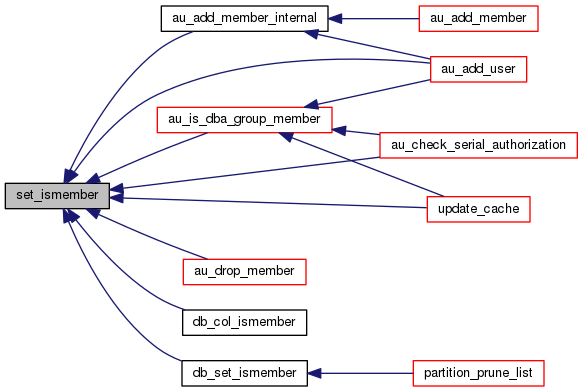 au_add_member_internal
au_add_member
au_add_user
au_is_dba_group_member
au_check_serial_authorization
set_ismember
update_cache
au_drop_member
db_col_ismember
db_set_ismember
partition_prune_list